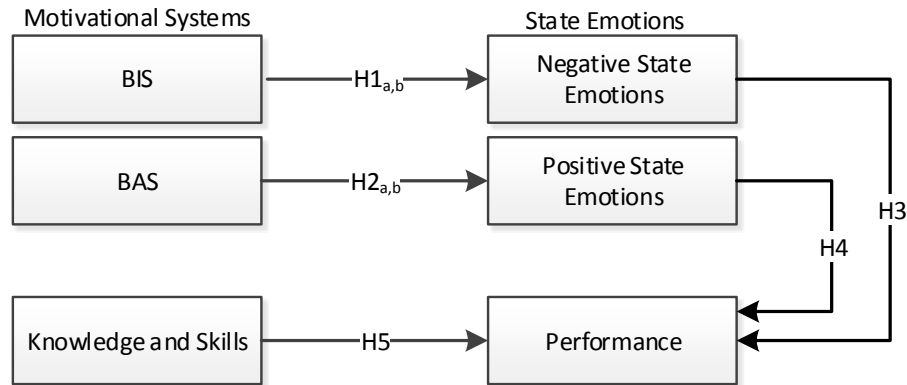 Motivational Systems
State Emotions
BIS
H1a,b
Negative State
Emotions
BAS
H2a,b
Positive State
Emotions
H3
H4
Knowledge and Skills
H5
Performance